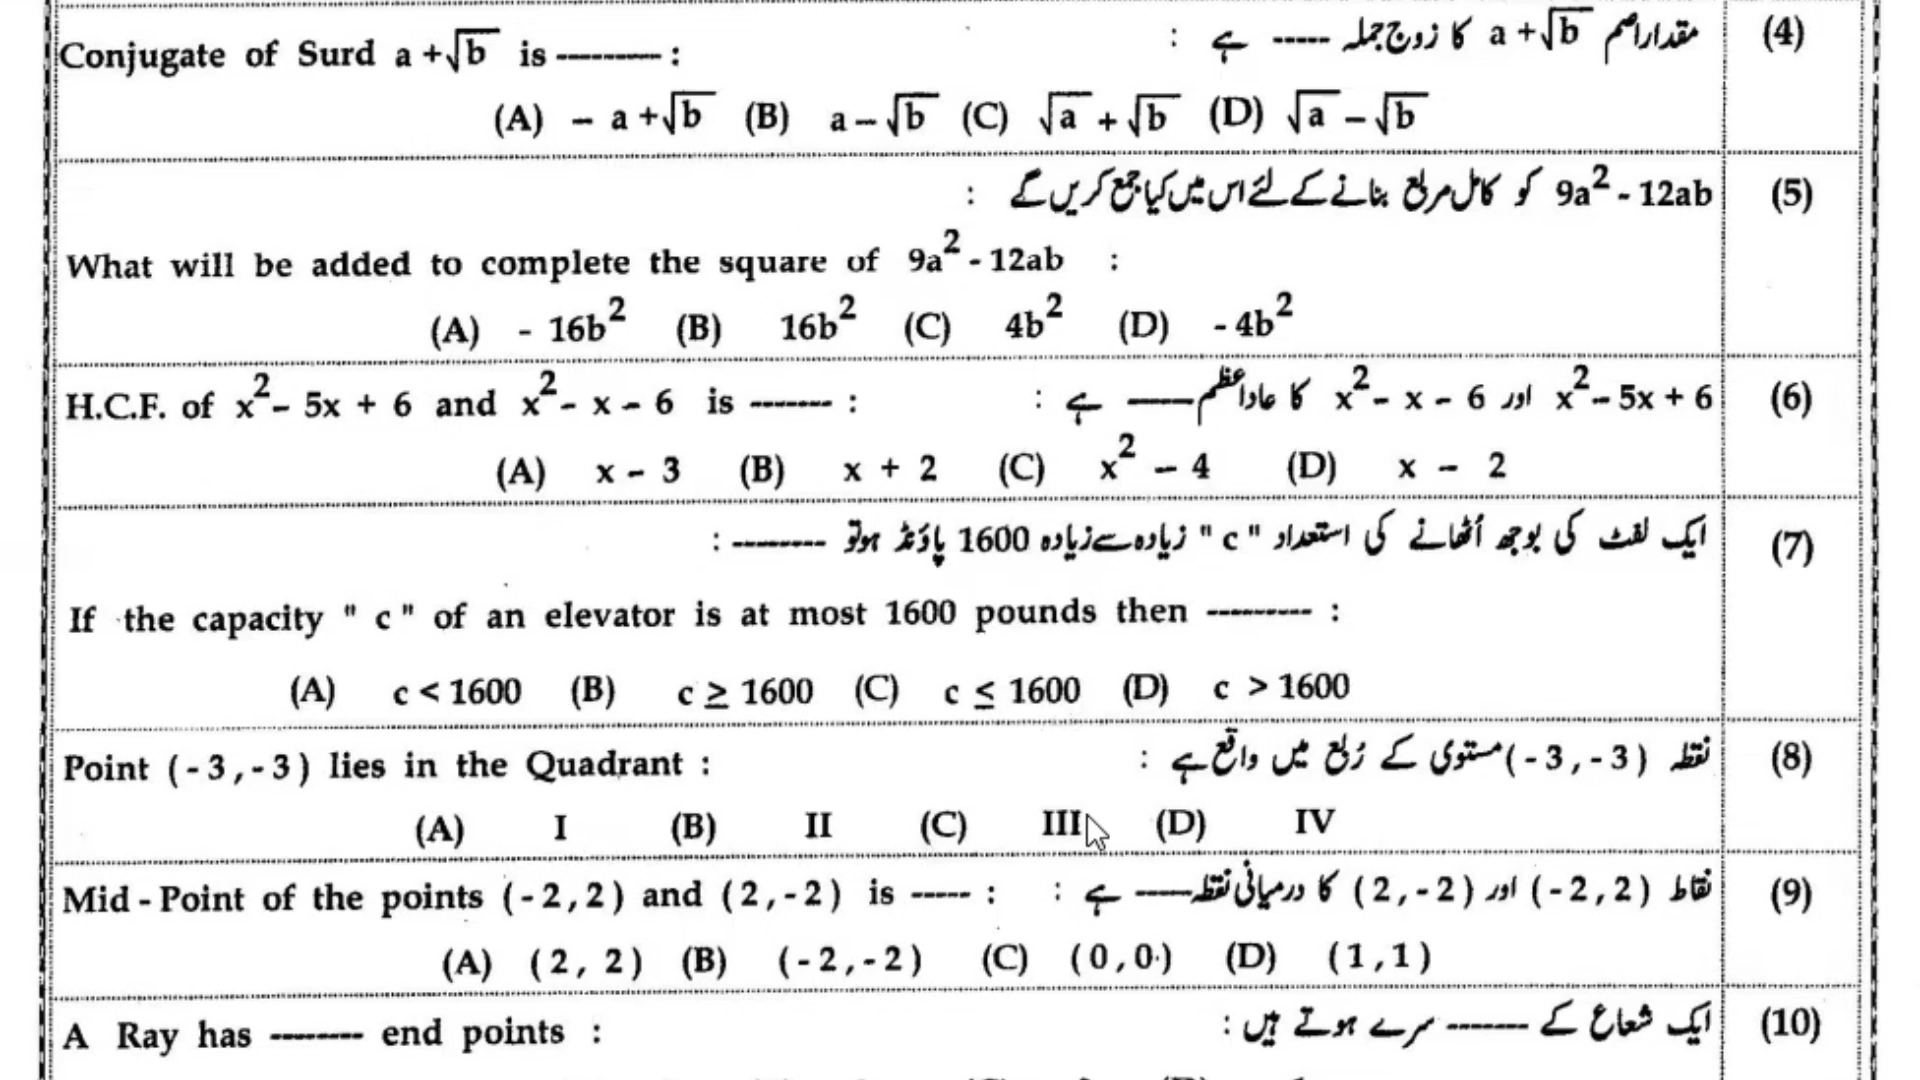 Conjugate of Surd a + √b is --------- : مقدار اصم a + √b کا زوج جملہ ----- ہے : (4)
(A) - a + √b (B) a - √b (C) √a + √b (D) √a - √b
9a² - 12ab کو کامل مربع بنانے کے لئے اس میں کیا جمع کریں گے : (5)
What will be added to complete the square of 9a² - 12ab :
(A) - 16b² (B) 16b² (C) 4b² (D) - 4b²
H.C.F. of x² - 5x + 6 and x² - x - 6 is ------- : x² - 5x + 6 اور x² - x - 6 کا عاداعظم ----- ہے : (6)
(A) x - 3 (B) x + 2 (C) x² - 4 (D) x - 2
ایک لفٹ کی بوجھ اُٹھانے کی استعداد " c " زیادہ سے زیادہ 1600 پاؤنڈ ہوتو -------- : (7)
If the capacity " c " of an elevator is at most 1600 pounds then --------- :
(A) c < 1600 (B) c ≥ 1600 (C) c ≤ 1600 (D) c > 1600
Point ( - 3 , - 3 ) lies in the Quadrant : نقطہ ( - 3 , - 3 ) مستوی کے رُبع میں واقع ہے : (8)
(A) I (B) II (C) III (D) IV
Mid - Point of the points ( - 2 , 2 ) and ( 2 , - 2 ) is ----- : نقاط ( - 2 , 2 ) اور ( 2 , - 2 ) کا درمیانی نقطہ ----- ہے : (9)
(A) ( 2 , 2 ) (B) ( - 2 , - 2 ) (C) ( 0 , 0 ) (D) ( 1 , 1 )
A Ray has -------- end points : ایک شعاع کے ------- سرے ہوتے ہیں : (10)